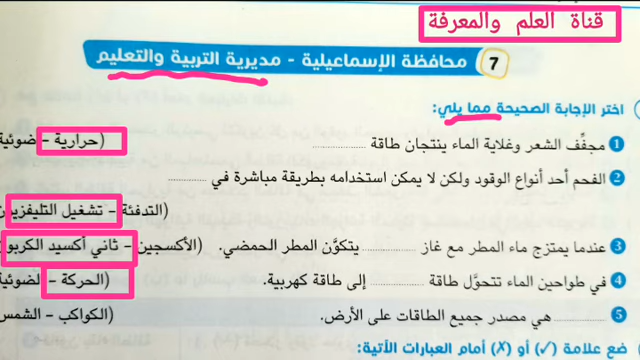 قناة العلم والمعرفة
7 محافظة الإسماعيلية - مديرية التربية والتعليم
اختر الإجابة الصحيحة مما يلي:
1 مجفِّف الشعر وغلاية الماء ينتجان طاقة .................... (حرارية - ضوئية
2 الفحم أحد أنواع الوقود ولكن لا يمكن استخدامه بطريقة مباشرة في ....................
(التدفئة - تشغيل التليفزيون
3 عندما يمتزج ماء المطر مع غاز .................... يتكوَّن المطر الحمضي. (الأكسجين - ثاني أكسيد الكربون
4 في طواحين الماء تتحوَّل طاقة .................... إلى طاقة كهربية. (الحركة - الضوئية
5 .................... هي مصدر جميع الطاقات على الأرض. (الكواكب - الشمس
ضع علامة (✓) أو (✗) أمام العبارات الآتية: